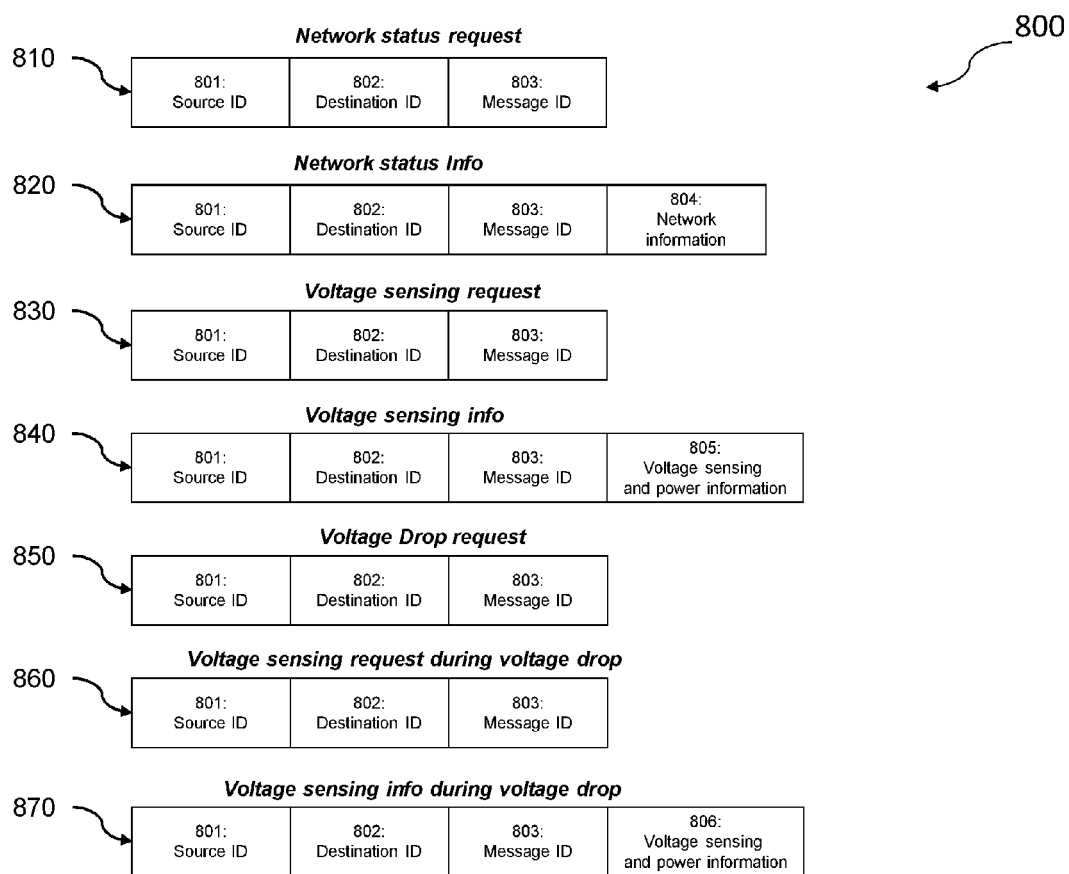 800
Network status request
810
801:
Source ID
802:
Destination ID
803:
Message ID
Network status Info
820
801:
Source ID
802:
Destination ID
803:
Message ID
804:
Network
information
Voltage sensing request
830
801:
Source ID
802:
Destination ID
803:
Message ID
Voltage sensing info
840
801:
Source ID
802:
Destination ID
803:
Message ID
805:
Voltage sensing
and power information
Voltage Drop request
850
801:
Source ID
802:
Destination ID
803:
Message ID
Voltage sensing request during voltage drop
860
801:
Source ID
802:
Destination ID
803:
Message ID
Voltage sensing info during voltage drop
870
801:
Source ID
802:
Destination ID
803:
Message ID
806:
Voltage sensing
and power information